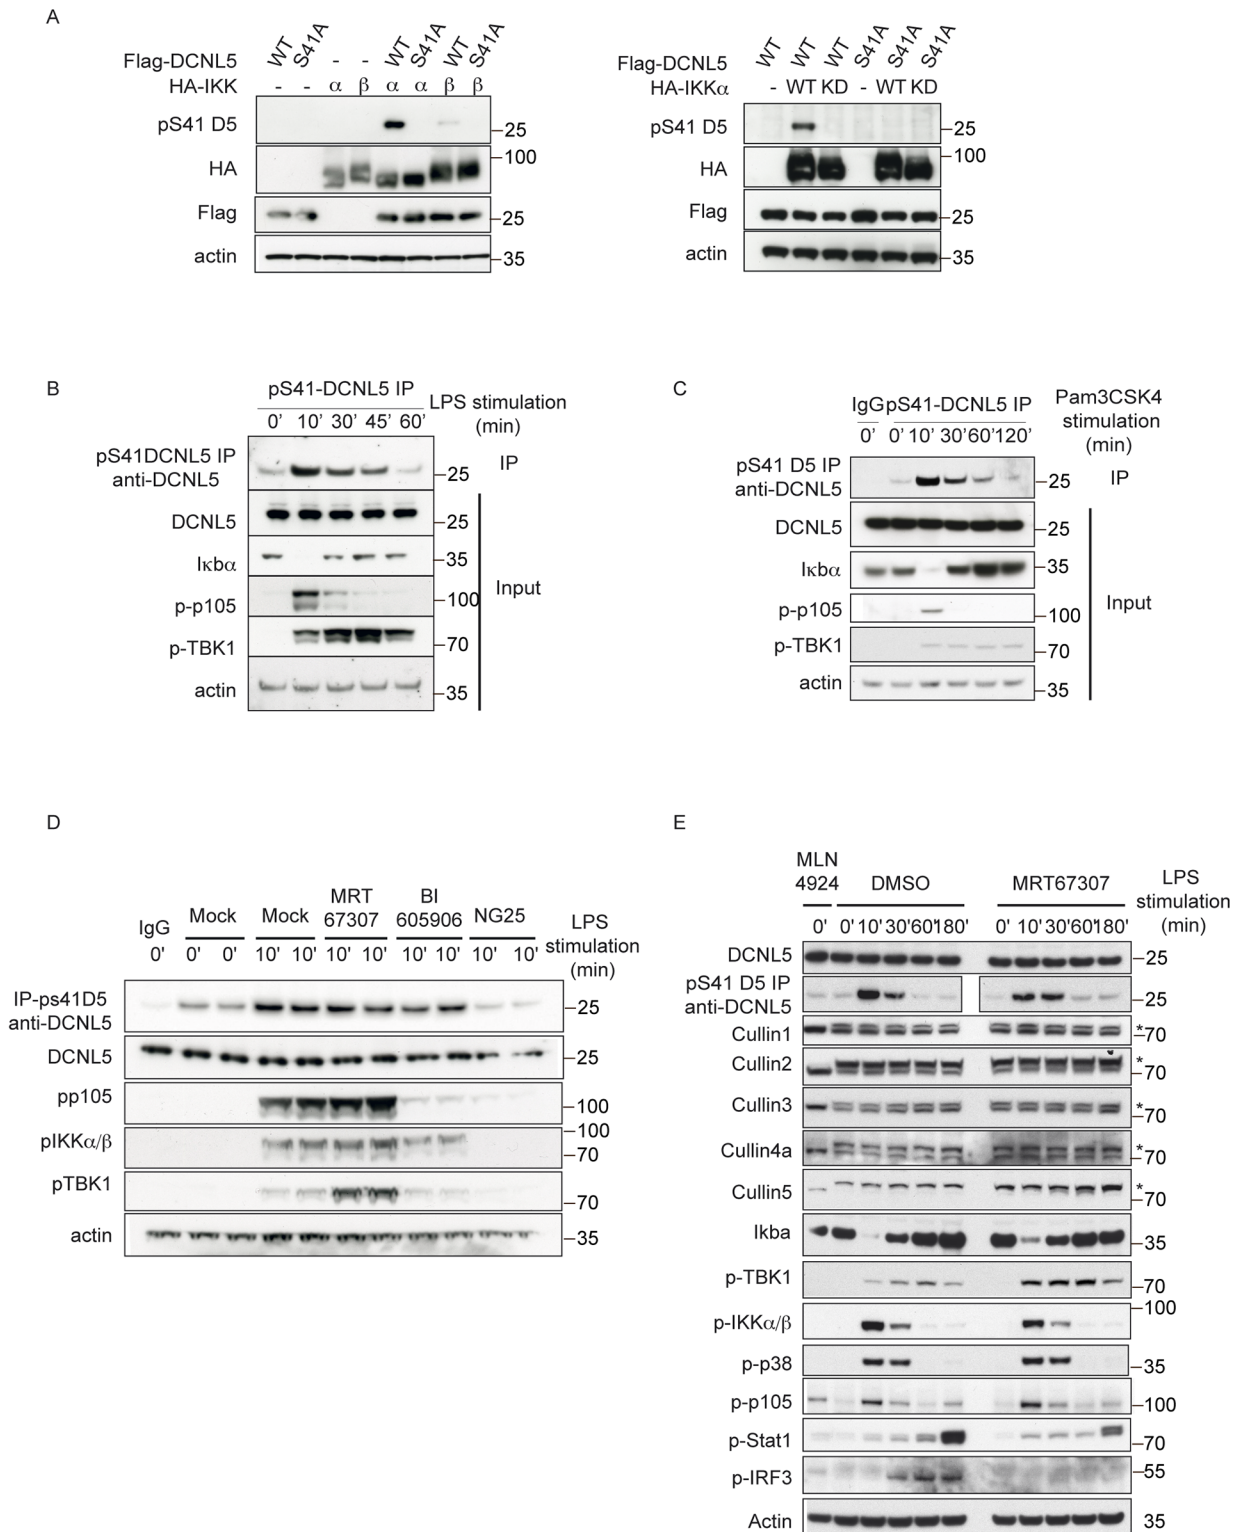 A
Flag-DCNL5 WT S41A - - WT S41A WT S41A
HA-IKK - - α β α α β β
pS41 D5 25
HA 100
Flag 25
actin 35
Flag-DCNL5 WT WT WT S41A S41A S41A
HA-IKKα - WT KD - WT KD
pS41 D5 25
HA 100
Flag 25
actin 35
B
pS41-DCNL5 IP
LPS stimulation
(min)
0' 10' 30' 45' 60'
pS41DCNL5 IP
anti-DCNL5
25
IP
DCNL5 25
Iκbα 35
p-p105 100
p-TBK1 70
actin 35
Input
C
IgG pS41-DCNL5 IP
Pam3CSK4
stimulation
(min)
0' 0' 10' 30' 60' 120'
pS41 D5 IP
anti-DCNL5
25
IP
DCNL5 25
Iκbα 35
p-p105 100
p-TBK1 70
actin 35
Input
D
IgG Mock Mock MRT
67307 BI
605906 NG25
LPS
stimulation
(min)
0' 0' 0' 10' 10' 10' 10' 10' 10' 10' 10'
IP-ps41D5
anti-DCNL5
25
DCNL5 25
pp105 100
pIKKα/β 100
70
pTBK1 70
actin 35
E
MLN
4924 DMSO MRT67307
LPS
stimulation
(min)
0' 0' 10' 30' 60' 180' 0' 10' 30' 60' 180'
DCNL5 25
pS41 D5 IP
anti-DCNL5
25
Cullin1 * 70
Cullin2 * 70
Cullin3 * 70
Cullin4a * 70
Cullin5 * 70
Ikba 35
p-TBK1 70
p-IKKα/β 100
p-p38 35
p-p105 100
p-Stat1 70
p-IRF3 55
Actin 35